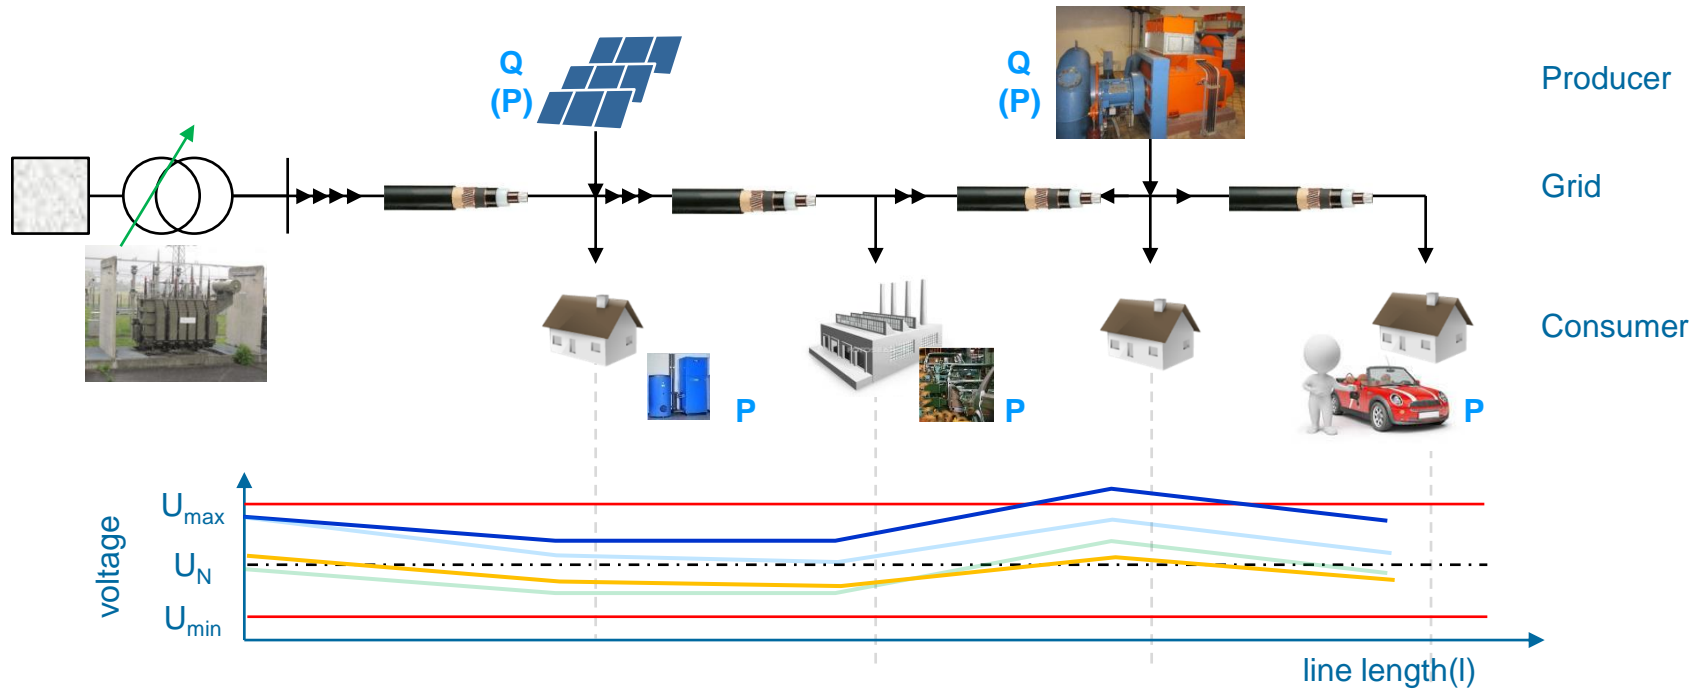 Q
(P)
Q
(P)
Producer
Grid
Consumer
P
P
P
voltage
Umax
UN
Umin
line length(l)